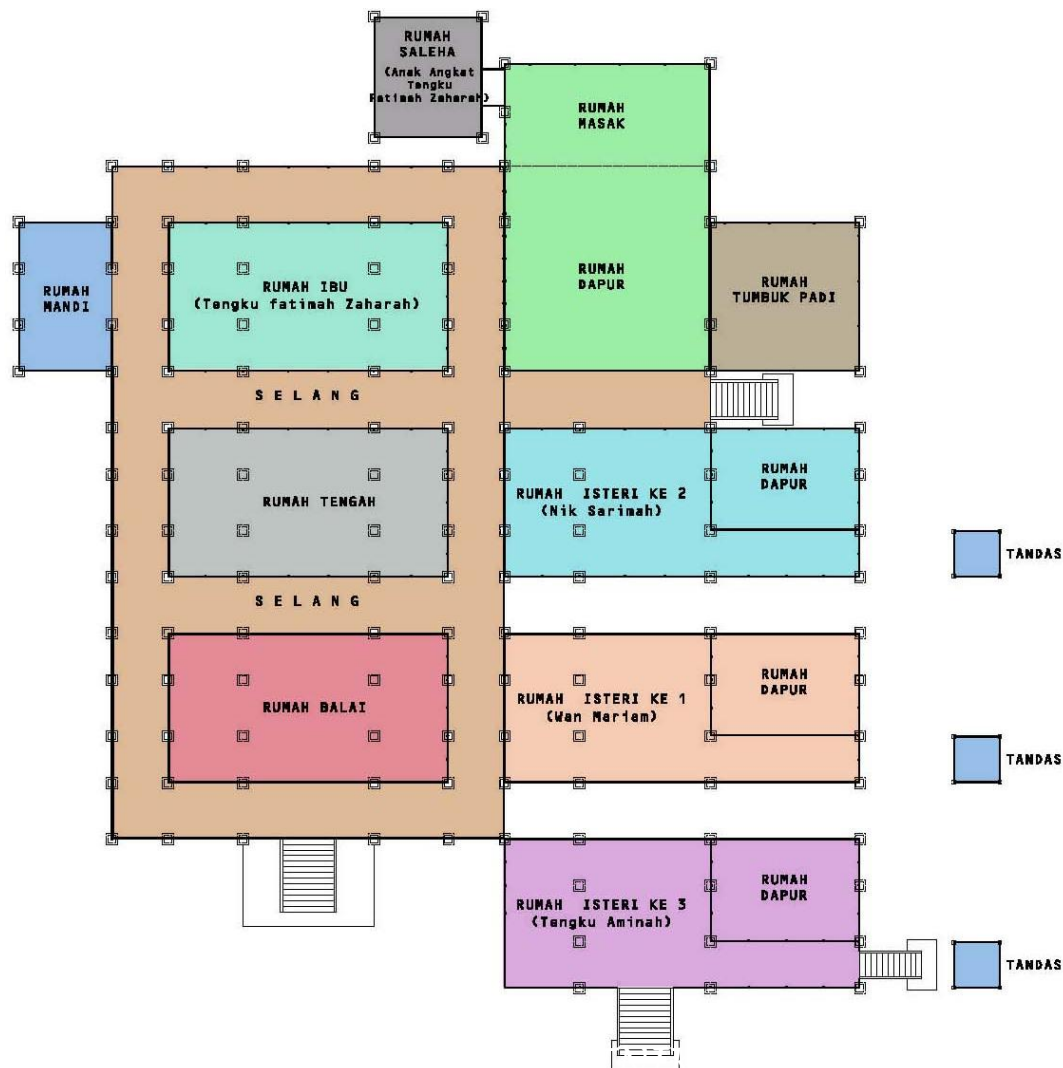 RUMAH
SALEHA
(Anak Angkat
Tengku
Fatimah Zaharah)
RUMAH
MASAK
RUMAH
MANDI
RUMAH IBU
(Tengku fatimah Zaharah)
RUMAH
DAPUR
RUMAH
TUMBUK PADI
S E L A N G
RUMAH TENGAH
RUMAH ISTERI KE 2
(Nik Sarimah)
RUMAH
DAPUR
TANDAS
S E L A N G
RUMAH BALAI
RUMAH ISTERI KE 1
(Wan Mariam)
RUMAH
DAPUR
TANDAS
RUMAH ISTERI KE 3
(Tengku Aminah)
RUMAH
DAPUR
TANDAS